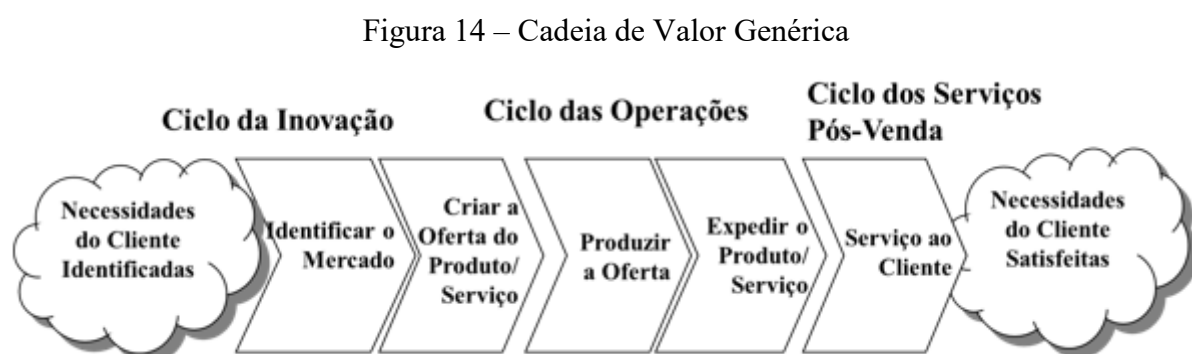 Figura 14 – Cadeia de Valor Genérica
Ciclo da Inovação
Ciclo das Operações
Ciclo dos Serviços
Pós-Venda
Necessidades
do Cliente
Identificadas
Identificar o
Mercado
Criar a
Oferta do
Produto/
Serviço
Produzir
a Oferta
Expedir o
Produto/
Serviço
Serviço ao
Cliente
Necessidades
do Cliente
Satisfeitas